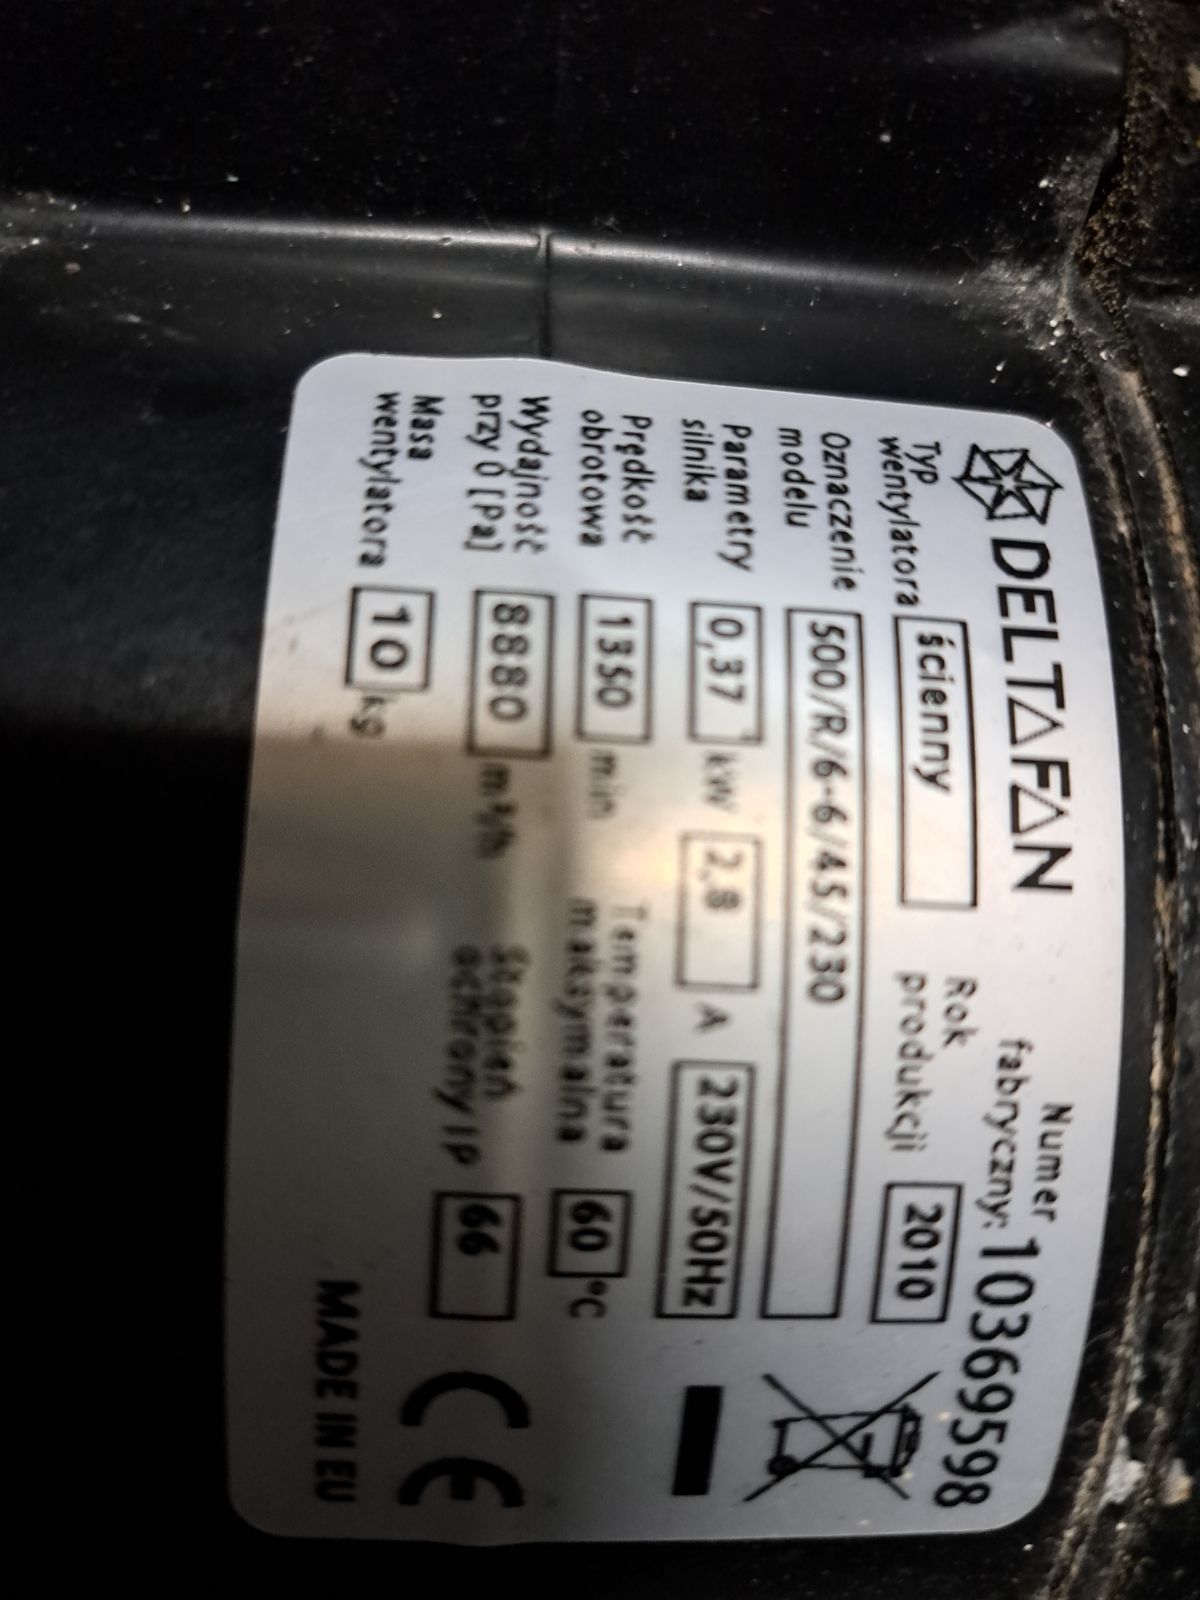 DELTAFAN
Numer fabryczny: 10369598
Typ wentylatora ścienny Rok produkcji 2010
Oznaczenie modelu 500/R/6-6/45/230
Parametry silnika 0,37 kW 2,8 A 230V/50Hz
Prędkość obrotowa 1350 min Temperatura maksymalna 60 °C
Wydajność przy 0 [Pa] 8880 m³/h Stopień ochrony IP 66
Masa wentylatora 10 kg
CE
MADE IN EU